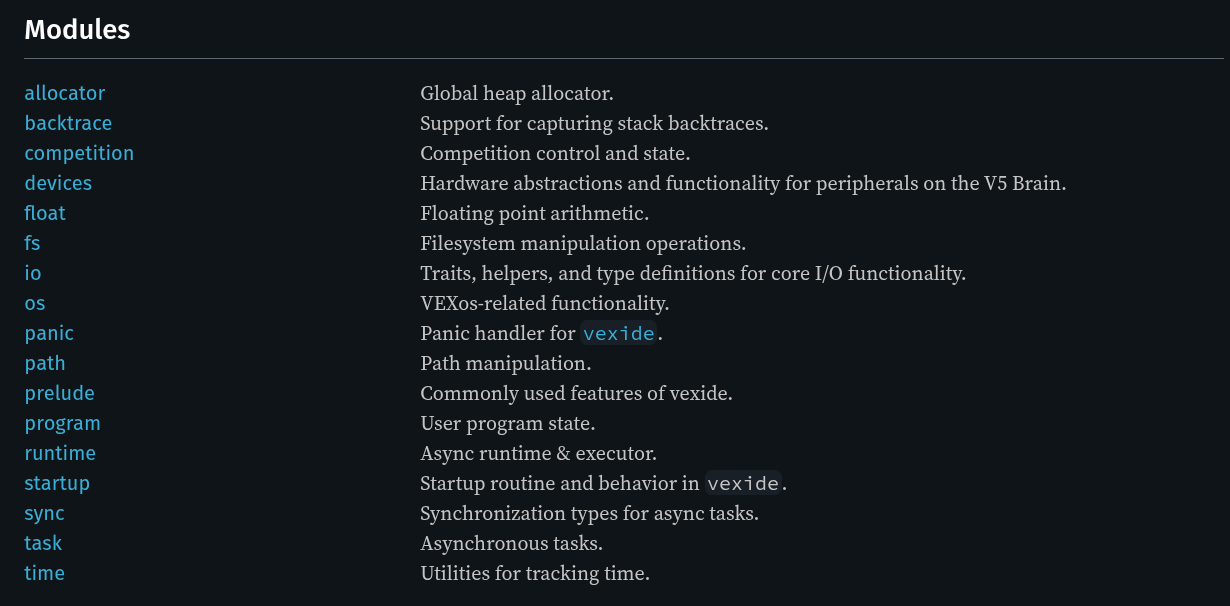 Modules
allocator Global heap allocator.
backtrace Support for capturing stack backtraces.
competition Competition control and state.
devices Hardware abstractions and functionality for peripherals on the V5 Brain.
float Floating point arithmetic.
fs Filesystem manipulation operations.
io Traits, helpers, and type definitions for core I/O functionality.
os VEXos-related functionality.
panic Panic handler for vexide.
path Path manipulation.
prelude Commonly used features of vexide.
program User program state.
runtime Async runtime & executor.
startup Startup routine and behavior in vexide.
sync Synchronization types for async tasks.
task Asynchronous tasks.
time Utilities for tracking time.